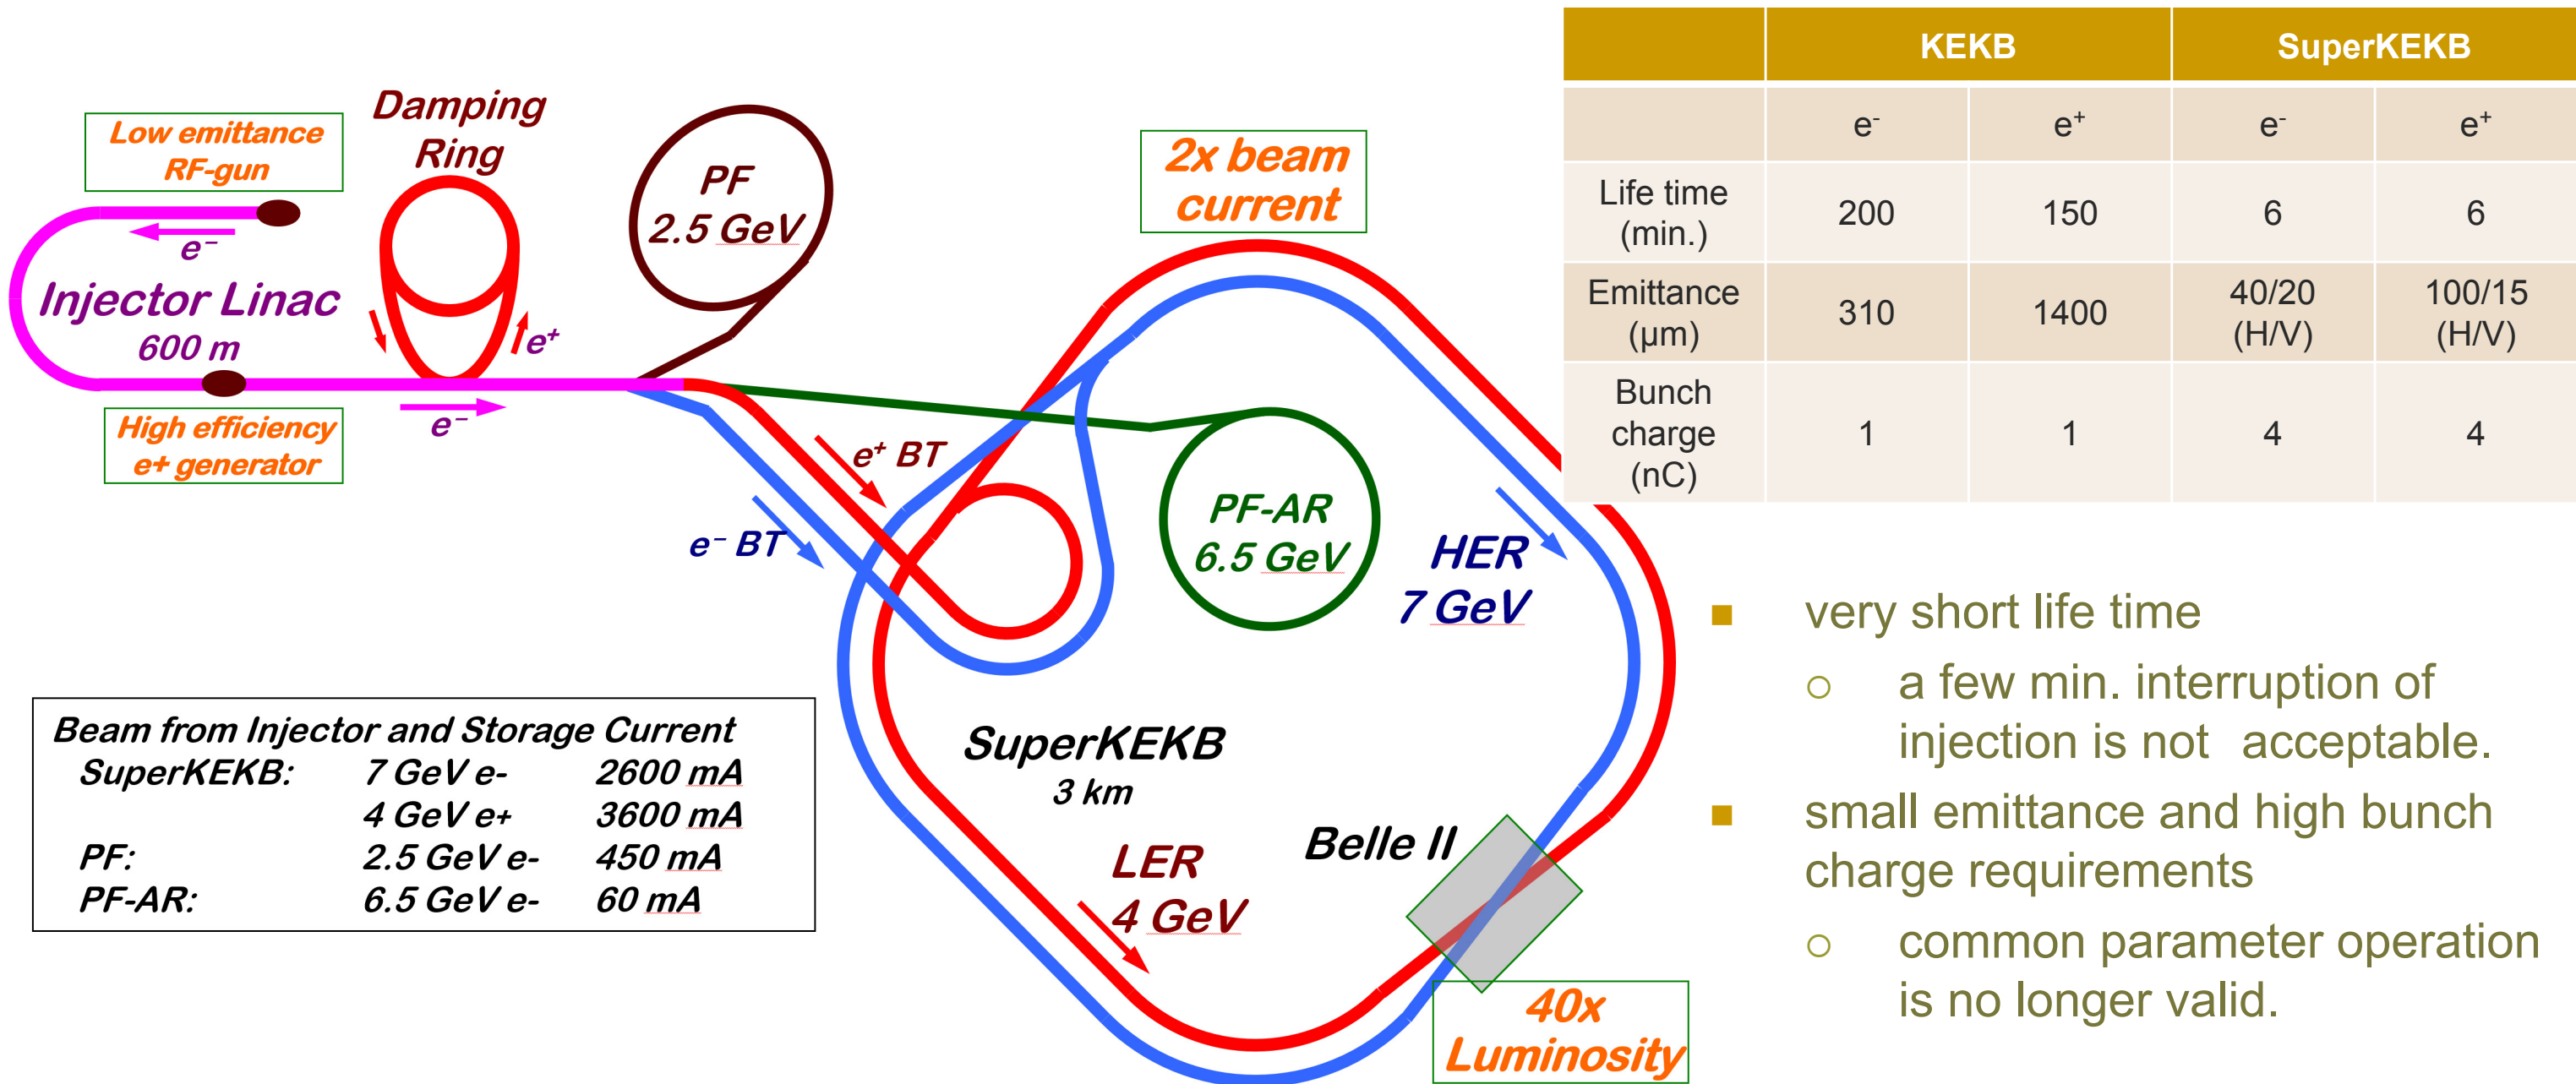 Low emittance
RF-gun
Damping
Ring
PF
2.5 GeV
e⁻
Injector Linac
600 m
e⁺
e⁻
High efficiency
e+ generator
2x beam
current
e⁺ BT
e⁻ BT
PF-AR
6.5 GeV
HER
7 GeV
SuperKEKB
3 km
LER
4 GeV
Belle II
40x
Luminosity
Beam from Injector and Storage Current
SuperKEKB: 7 GeV e- 2600 mA
4 GeV e+ 3600 mA
PF: 2.5 GeV e- 450 mA
PF-AR: 6.5 GeV e- 60 mA
KEKB SuperKEKB
e⁻ e⁺ e⁻ e⁺
Life time
(min.)
200 150 6 6
Emittance
(µm)
310 1400 40/20
(H/V)
100/15
(H/V)
Bunch
charge
(nC)
1 1 4 4
very short life time
a few min. interruption of
injection is not acceptable.
small emittance and high bunch
charge requirements
common parameter operation
is no longer valid.